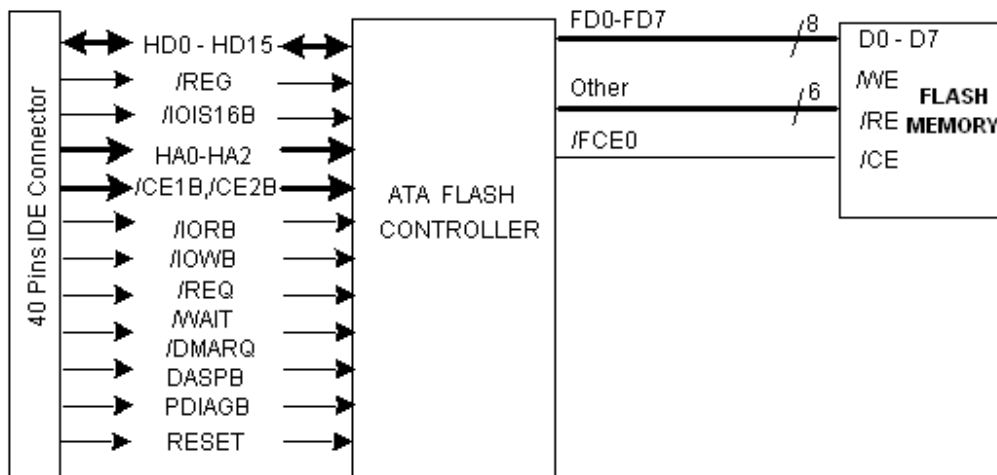 40 Pins IDE Connector
HD0 - HD15
/REG
/IOIS16B
HA0-HA2
/CE1B,/CE2B
/IORB
/IOWB
/REQ
/WAIT
/DMARQ
DASPB
PDIAGB
RESET
ATA FLASH
CONTROLLER
FD0-FD7
8
Other
6
/FCE0
D0 - D7
/WE
/RE
/CE
FLASH
MEMORY